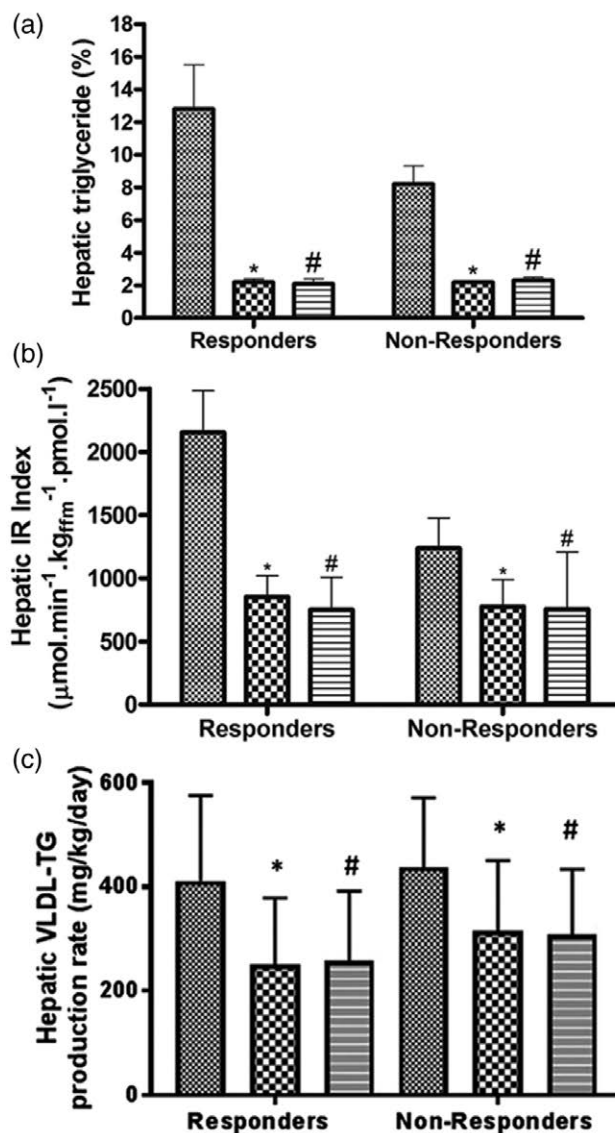 (a)
Hepatic triglyceride (%)
18
16
14
12
10
8
6
4
2
0
*
#
*
#
Responders
Non-Responders
(b)
Hepatic IR Index
(μmol.min⁻¹.kg_ffm⁻¹.pmol.l⁻¹)
2500
2000
1500
1000
500
0
*
#
*
#
Responders
Non-Responders
(c)
Hepatic VLDL-TG
production rate (mg/kg/day)
600
400
200
0
*
#
*
#
Responders
Non-Responders